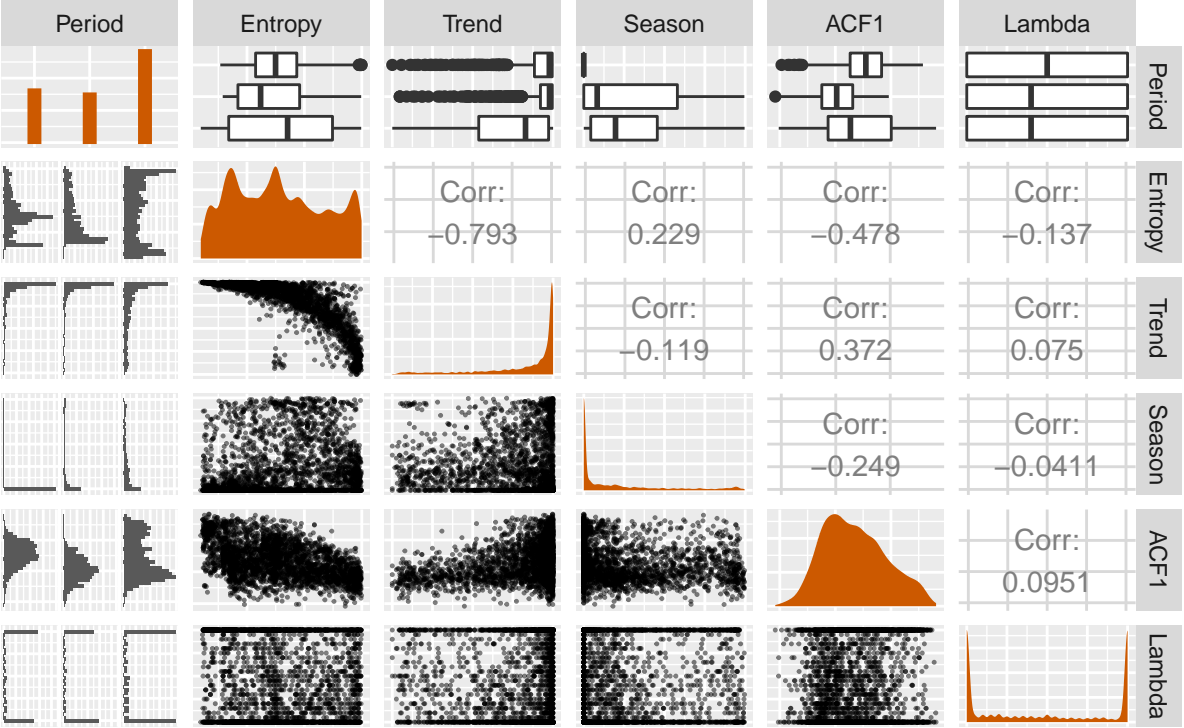 Period Entropy Trend Season ACF1 Lambda
Period
Entropy
Corr: Corr: Corr: Corr:
−0.793 0.229 −0.478 −0.137
Trend
Corr: Corr: Corr:
−0.119 0.372 0.075
Season
Corr: Corr:
−0.249 −0.0411
ACF1
Corr:
0.0951
Lambda